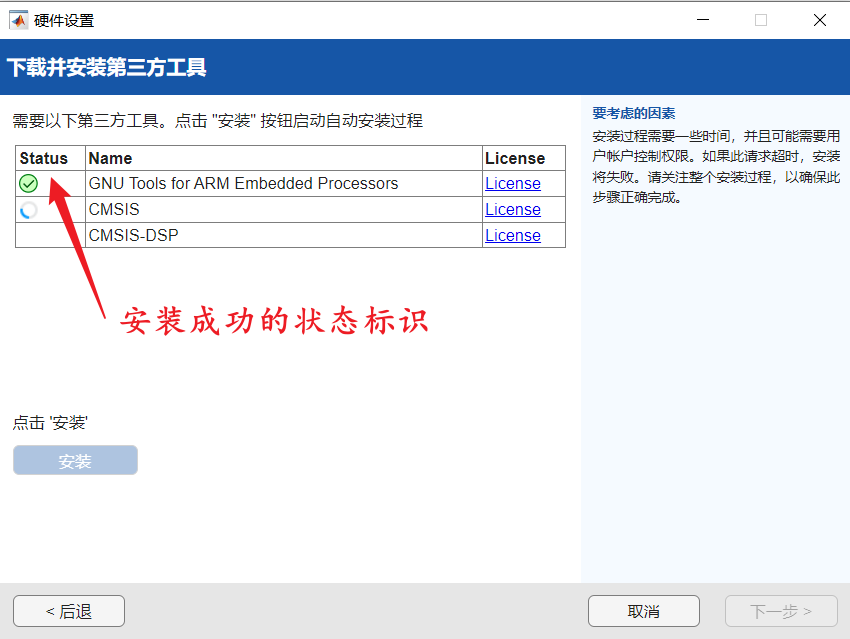 硬件设置
下载并安装第三方工具
需要以下第三方工具。点击 "安装" 按钮启动自动安装过程
Status Name License
GNU Tools for ARM Embedded Processors License
CMSIS License
CMSIS-DSP License
安装成功的状态标识
点击 '安装'
安装
要考虑的因素
安装过程需要一些时间，并且可能需要用
户帐户控制权限。如果此请求超时，安装
将失败。请关注整个安装过程，以确保此
步骤正确完成。
< 后退
取消
下一步 >